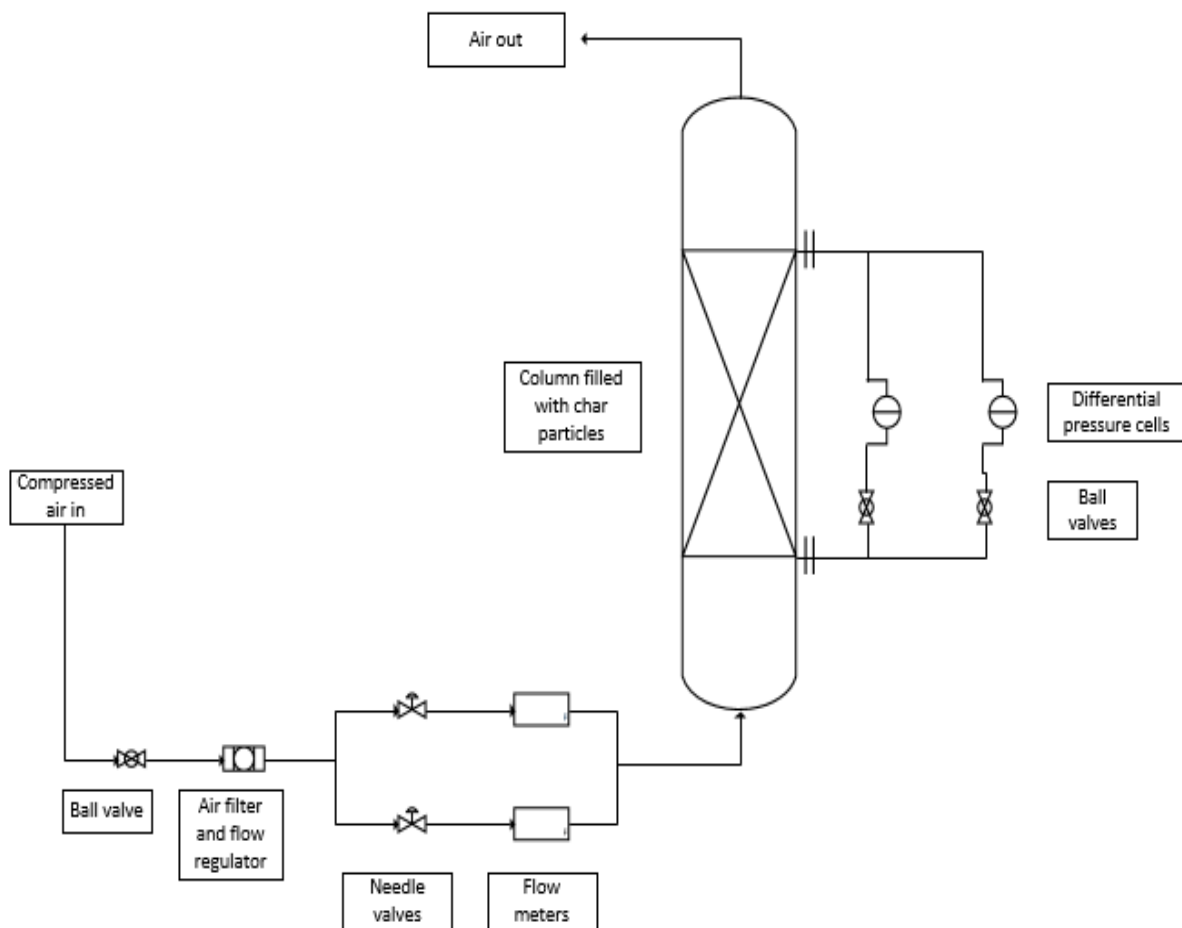 Air out
Column filled
with char
particles
Differential
pressure cells
Compressed
air in
Ball
valves
Ball valve
Air filter
and flow
regulator
Needle
valves
Flow
meters